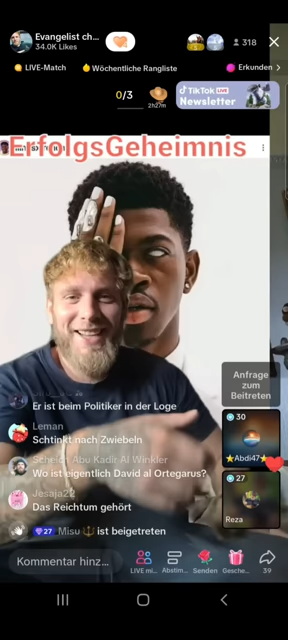 Evangelist ch...
34.0K Likes
318
LIVE-Match
Wöchentliche Rangliste
Erkunden >
0/3
2h27m
TikTok LIVE
Newsletter
ErfolgsGeheimnis
Anfrage
zum
Beitreten
Er ist beim Politiker in der Loge
30
Leman
Schtinkt nach Zwiebeln
Scheich Abu Kadir Al Winkler
⭐Abdi47⭐
Wo ist eigentlich David al Ortegarus?
27
Jesaja22
Das Reichtum gehört
Reza
27 Misu 🔱 ist beigetreten
Kommentar hinz...
LIVE mi...
Abstim...
Senden
Gesche...
39